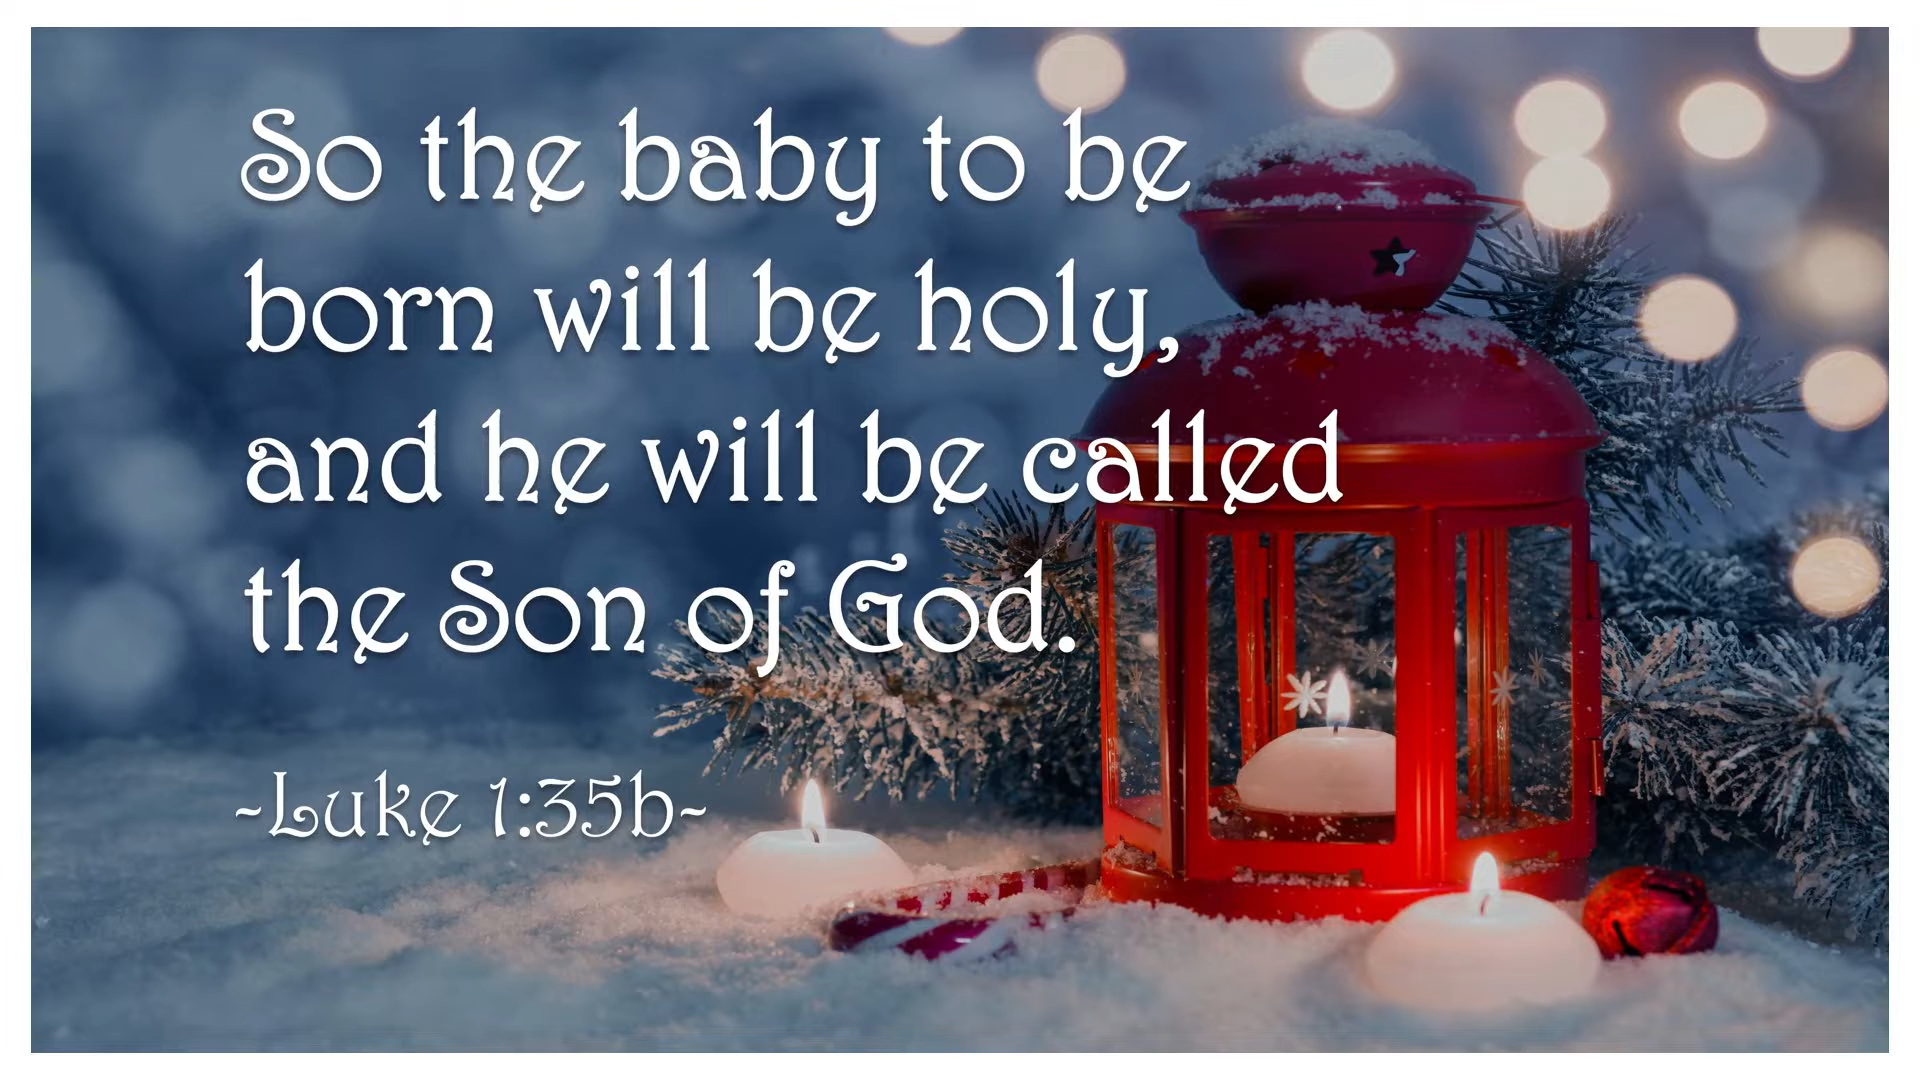 So the baby to be
born will be holy,
and he will be called
the Son of God.
~Luke 1:35b~